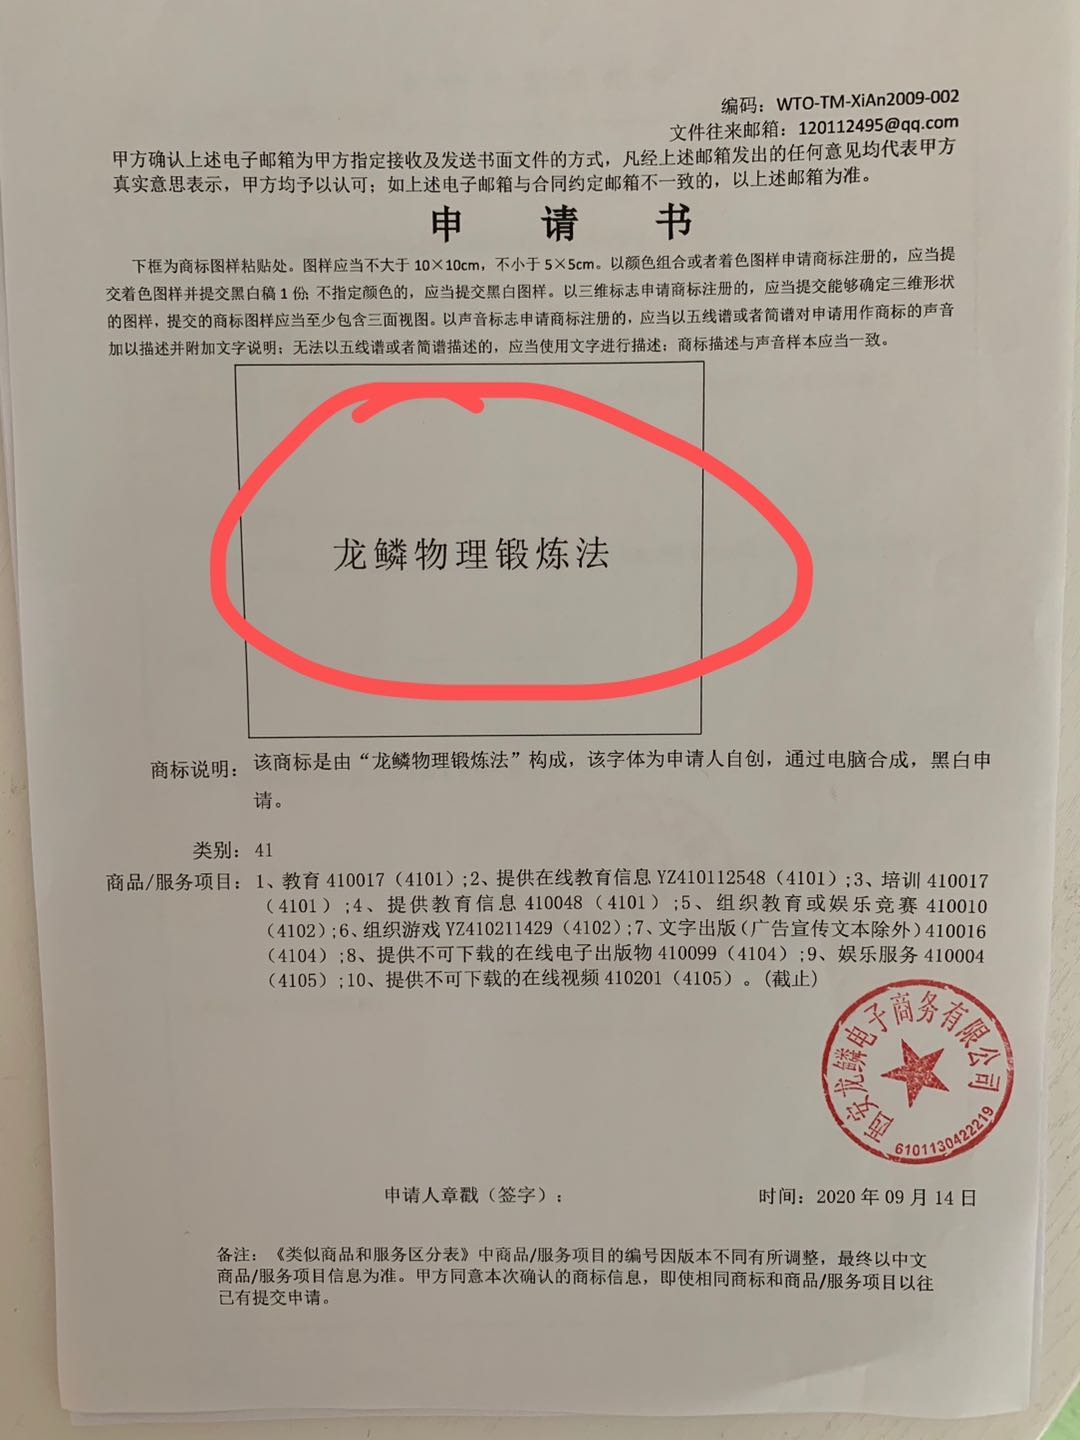 编码：WTO-TM-XiAn2009-002
文件往来邮箱：120112495@qq.com
甲方确认上述电子邮箱为甲方指定接收及发送书面文件的方式，凡经上述邮箱发出的任何意见均代表甲方
真实意思表示，甲方均予以认可；如上述电子邮箱与合同约定邮箱不一致的，以上述邮箱为准。
申 请 书
下框为商标图样粘贴处。图样应当不大于 10×10cm，不小于 5×5cm。以颜色组合或者着色图样申请商标注册的，应当提
交着色图样并提交黑白稿 1 份；不指定颜色的，应当提交黑白图样。以三维标志申请商标注册的，应当提交能够确定三维形状
的图样，提交的商标图样应当至少包含三面视图。以声音标志申请商标注册的，应当以五线谱或者简谱对申请用作商标的声音
加以描述并附加文字说明；无法以五线谱或者简谱描述的，应当使用文字进行描述；商标描述与声音样本应当一致。
龙鳞物理锻炼法
商标说明：该商标是由“龙鳞物理锻炼法”构成，该字体为申请人自创，通过电脑合成，黑白申
请。
类别：41
商品/服务项目：1、教育 410017（4101）;2、提供在线教育信息 YZ410112548（4101）;3、培训 410017
（4101）;4、提供教育信息 410048（4101）;5、组织教育或娱乐竞赛 410010
（4102）;6、组织游戏 YZ410211429（4102）;7、文字出版（广告宣传文本除外）410016
（4104）;8、提供不可下载的在线电子出版物 410099（4104）;9、娱乐服务 410004
（4105）;10、提供不可下载的在线视频 410201（4105）。(截止)
西安龙鳞电子商务有限公司
6101130422219
申请人章戳（签字）：
时间：2020 年 09 月 14 日
备注：《类似商品和服务区分表》中商品/服务项目的编号因版本不同有所调整，最终以中文
商品/服务项目信息为准。甲方同意本次确认的商标信息，即使相同商标和商品/服务项目以往
已有提交申请。